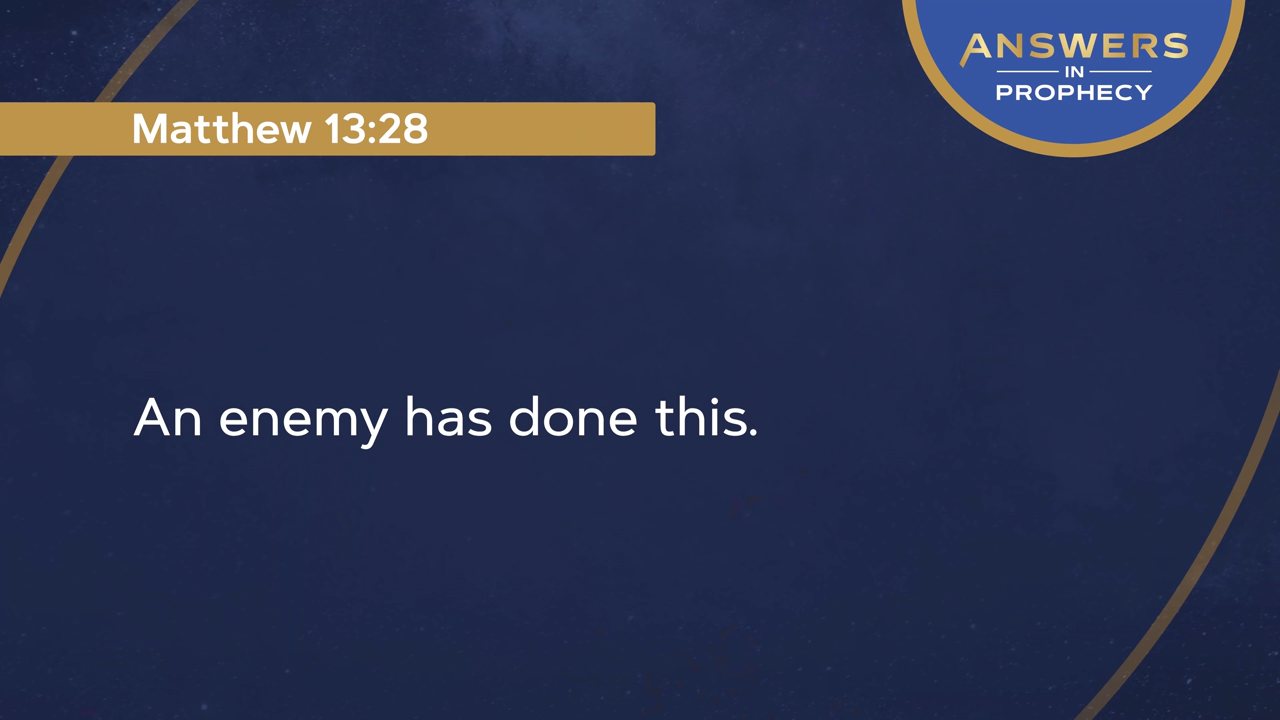 ANSWERS
IN
PROPHECY
Matthew 13:28
An enemy has done this.